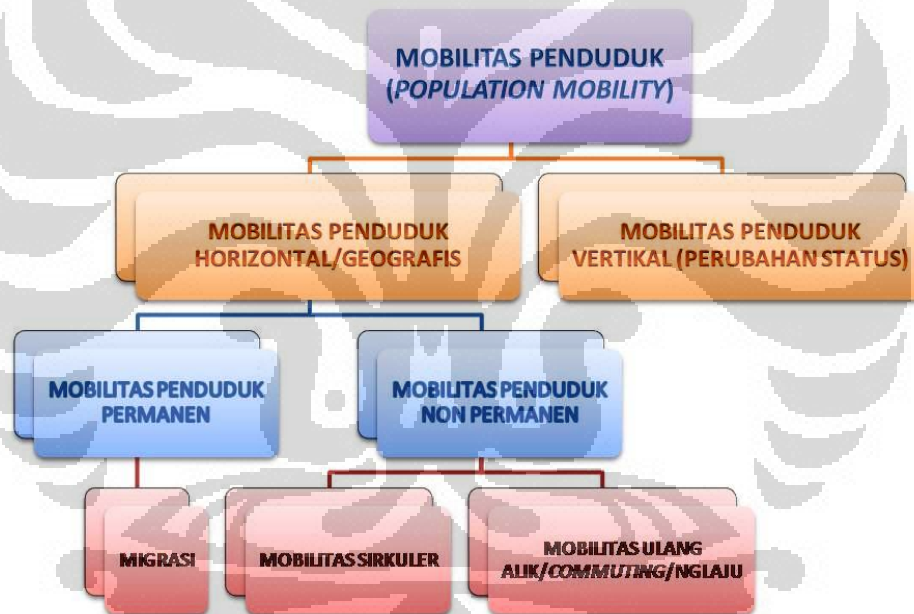 MOBILITAS PENDUDUK
(POPULATION MOBILITY)
MOBILITAS PENDUDUK
HORIZONTAL/GEOGRAFIS
MOBILITAS PENDUDUK
VERTIKAL (PERUBAHAN STATUS)
MOBILITAS PENDUDUK
PERMANEN
MOBILITAS PENDUDUK
NON PERMANEN
MIGRASI
MOBILITAS SIRKULER
MOBILITAS ULANG
ALIK/COMMUTING/NGLAJU